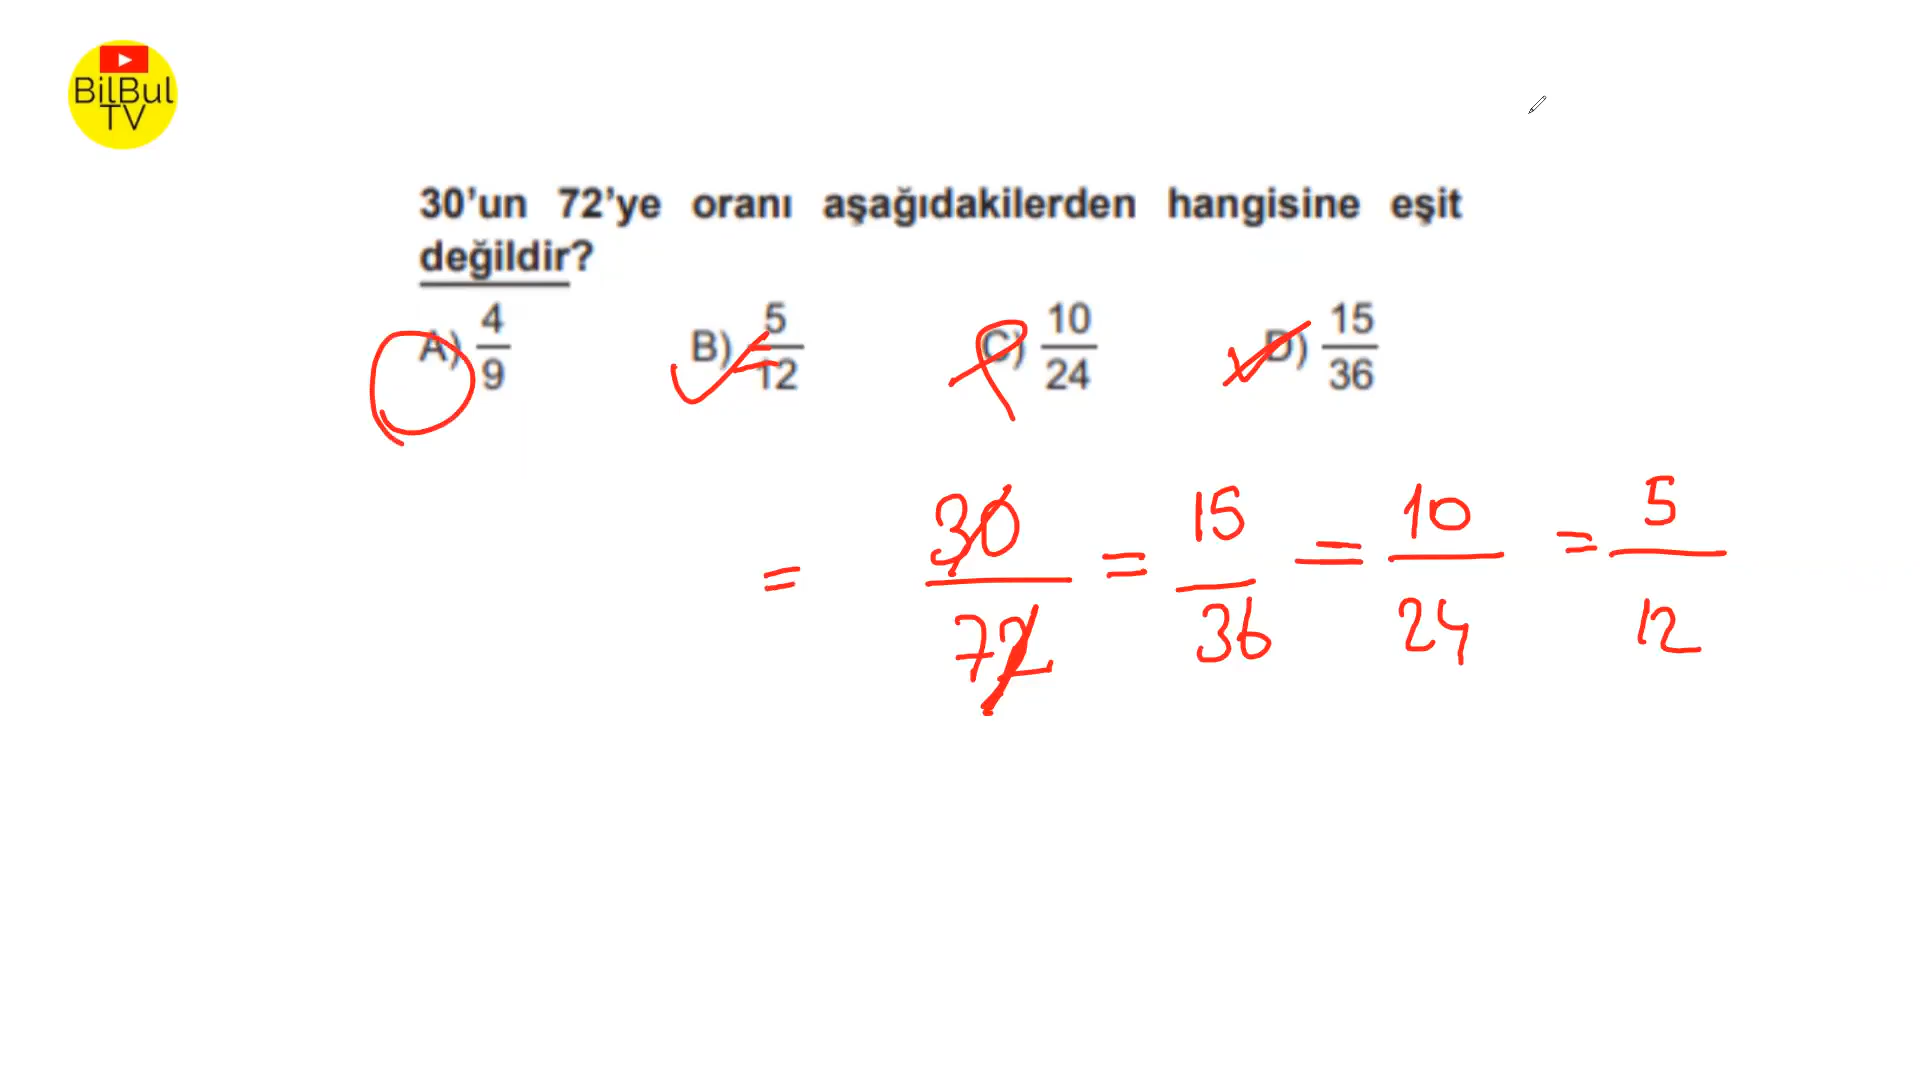 BilBul
TV
30'un 72'ye oranı aşağıdakilerden hangisine eşit
değildir?
A) 4/9 B) 5/12 C) 10/24 D) 15/36
= 30/72 = 15/36 = 10/24 = 5/12